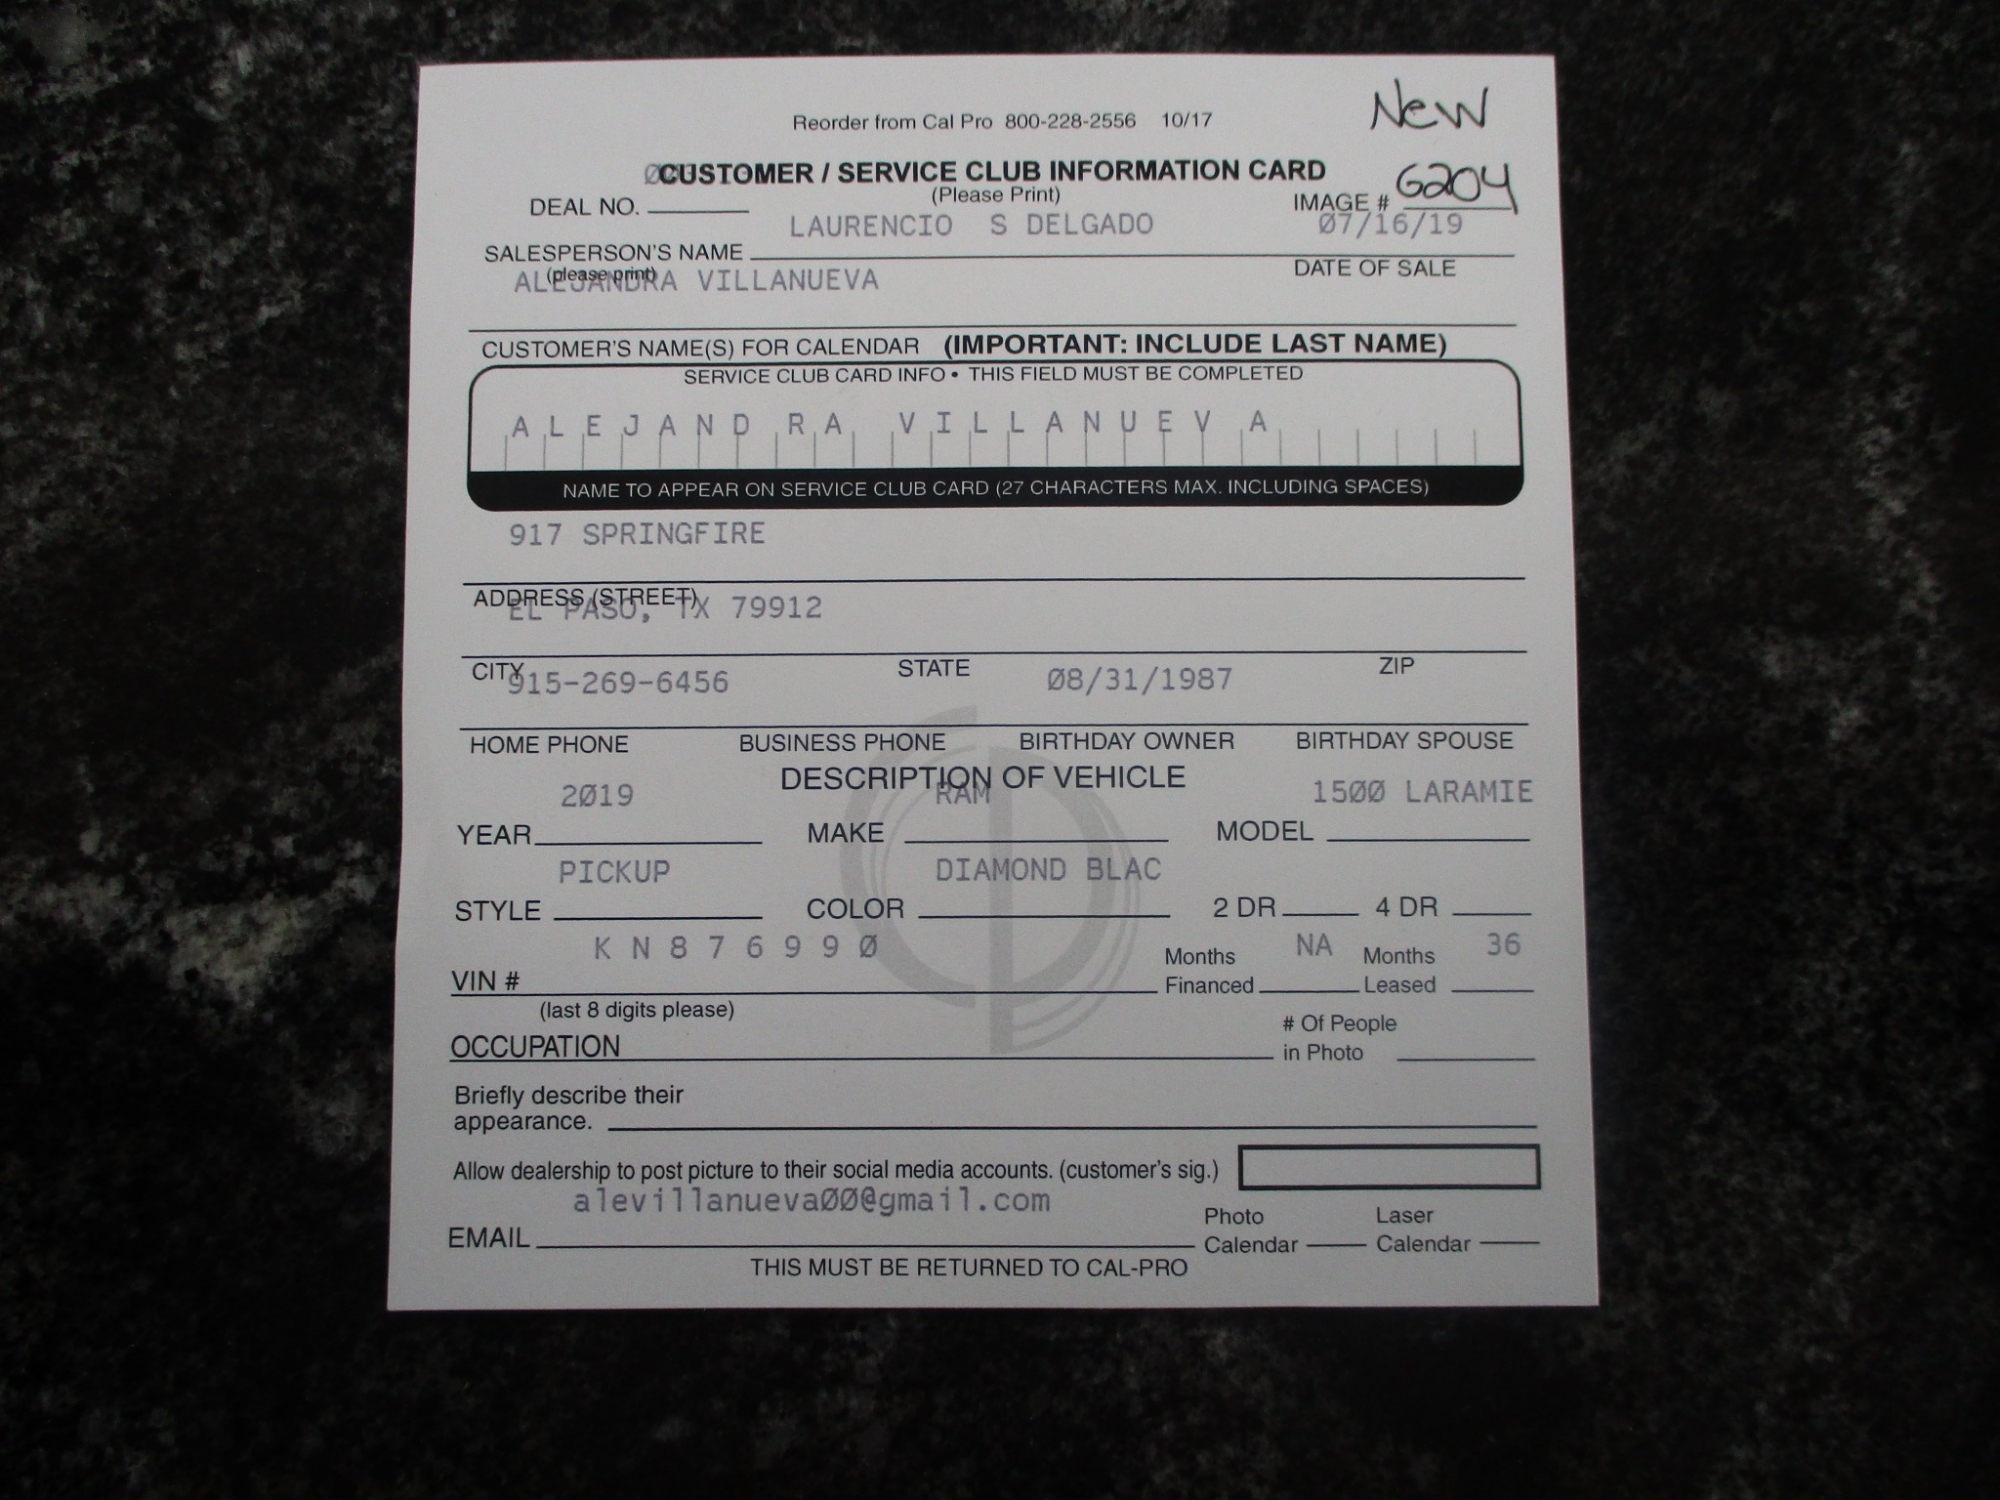 NEW
Reorder from Cal Pro 800-228-2556 10/17
CUSTOMER / SERVICE CLUB INFORMATION CARD
(Please Print)
DEAL NO.
IMAGE # 6204
LAURENCIO S DELGADO 07/16/19
SALESPERSON'S NAME
(please print)
DATE OF SALE
ALEJANDRA VILLANUEVA
CUSTOMER'S NAME(S) FOR CALENDAR (IMPORTANT: INCLUDE LAST NAME)
SERVICE CLUB CARD INFO • THIS FIELD MUST BE COMPLETED
A L E J A N D R A V I L L A N U E V A
NAME TO APPEAR ON SERVICE CLUB CARD (27 CHARACTERS MAX. INCLUDING SPACES)
917 SPRINGFIRE
ADDRESS (STREET)
EL PASO, TX 79912
CITY STATE ZIP
915-269-6456 08/31/1987
HOME PHONE BUSINESS PHONE BIRTHDAY OWNER BIRTHDAY SPOUSE
DESCRIPTION OF VEHICLE
2019 RAM 1500 LARAMIE
YEAR MAKE MODEL
PICKUP DIAMOND BLAC
STYLE COLOR 2 DR 4 DR
K N 8 7 6 9 9 0
VIN #
(last 8 digits please)
Months Financed NA Months Leased 36
OCCUPATION
# Of People in Photo
Briefly describe their
appearance.
Allow dealership to post picture to their social media accounts. (customer's sig.)
alevillanueva00@gmail.com
EMAIL
Photo Calendar Laser Calendar
THIS MUST BE RETURNED TO CAL-PRO